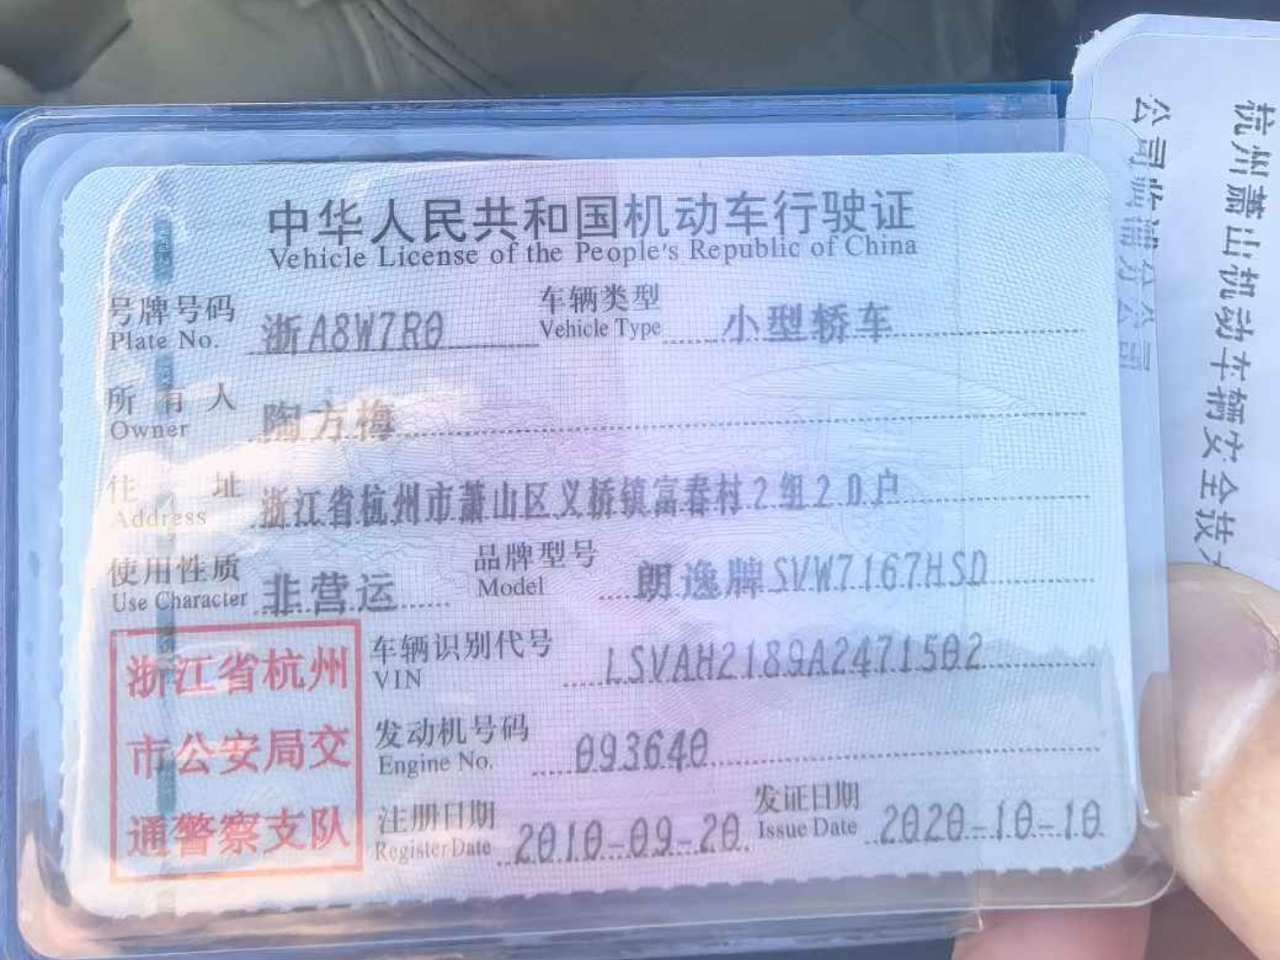 中华人民共和国机动车行驶证
Vehicle License of the People's Republic of China
号牌号码 浙A8W7R0 车辆类型 小型轿车
Plate No. Vehicle Type
所有人 陶方梅
Owner
住址 浙江省杭州市萧山区义桥镇富春村2组20户
Address
使用性质 非营运 品牌型号 朗逸牌SVW7167HSD
Use Character Model
浙江省杭州
市公安局交
通警察支队
车辆识别代号 LSVAH2189A2471502
VIN
发动机号码 093640
Engine No.
注册日期 2010-09-20 发证日期 2020-10-10
Register Date Issue Date
杭州萧山机动车辆安全技